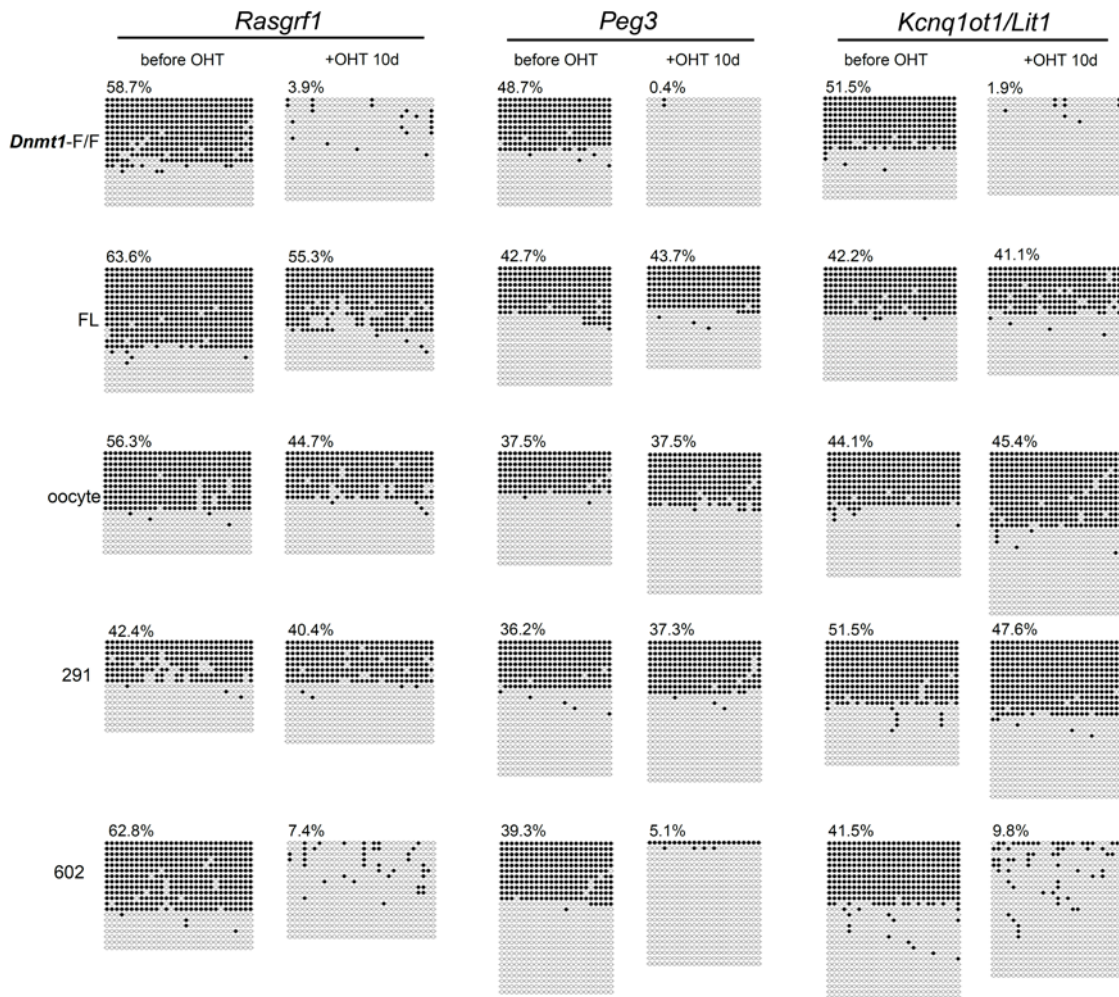 Rasgrf1 Peg3 Kcnq1ot1/Lit1
before OHT +OHT 10d before OHT +OHT 10d before OHT +OHT 10d
58.7% 3.9% 48.7% 0.4% 51.5% 1.9%
Dnmt1-F/F
63.6% 55.3% 42.7% 43.7% 42.2% 41.1%
FL
56.3% 44.7% 37.5% 37.5% 44.1% 45.4%
oocyte
42.4% 40.4% 36.2% 37.3% 51.5% 47.6%
291
62.8% 7.4% 39.3% 5.1% 41.5% 9.8%
602